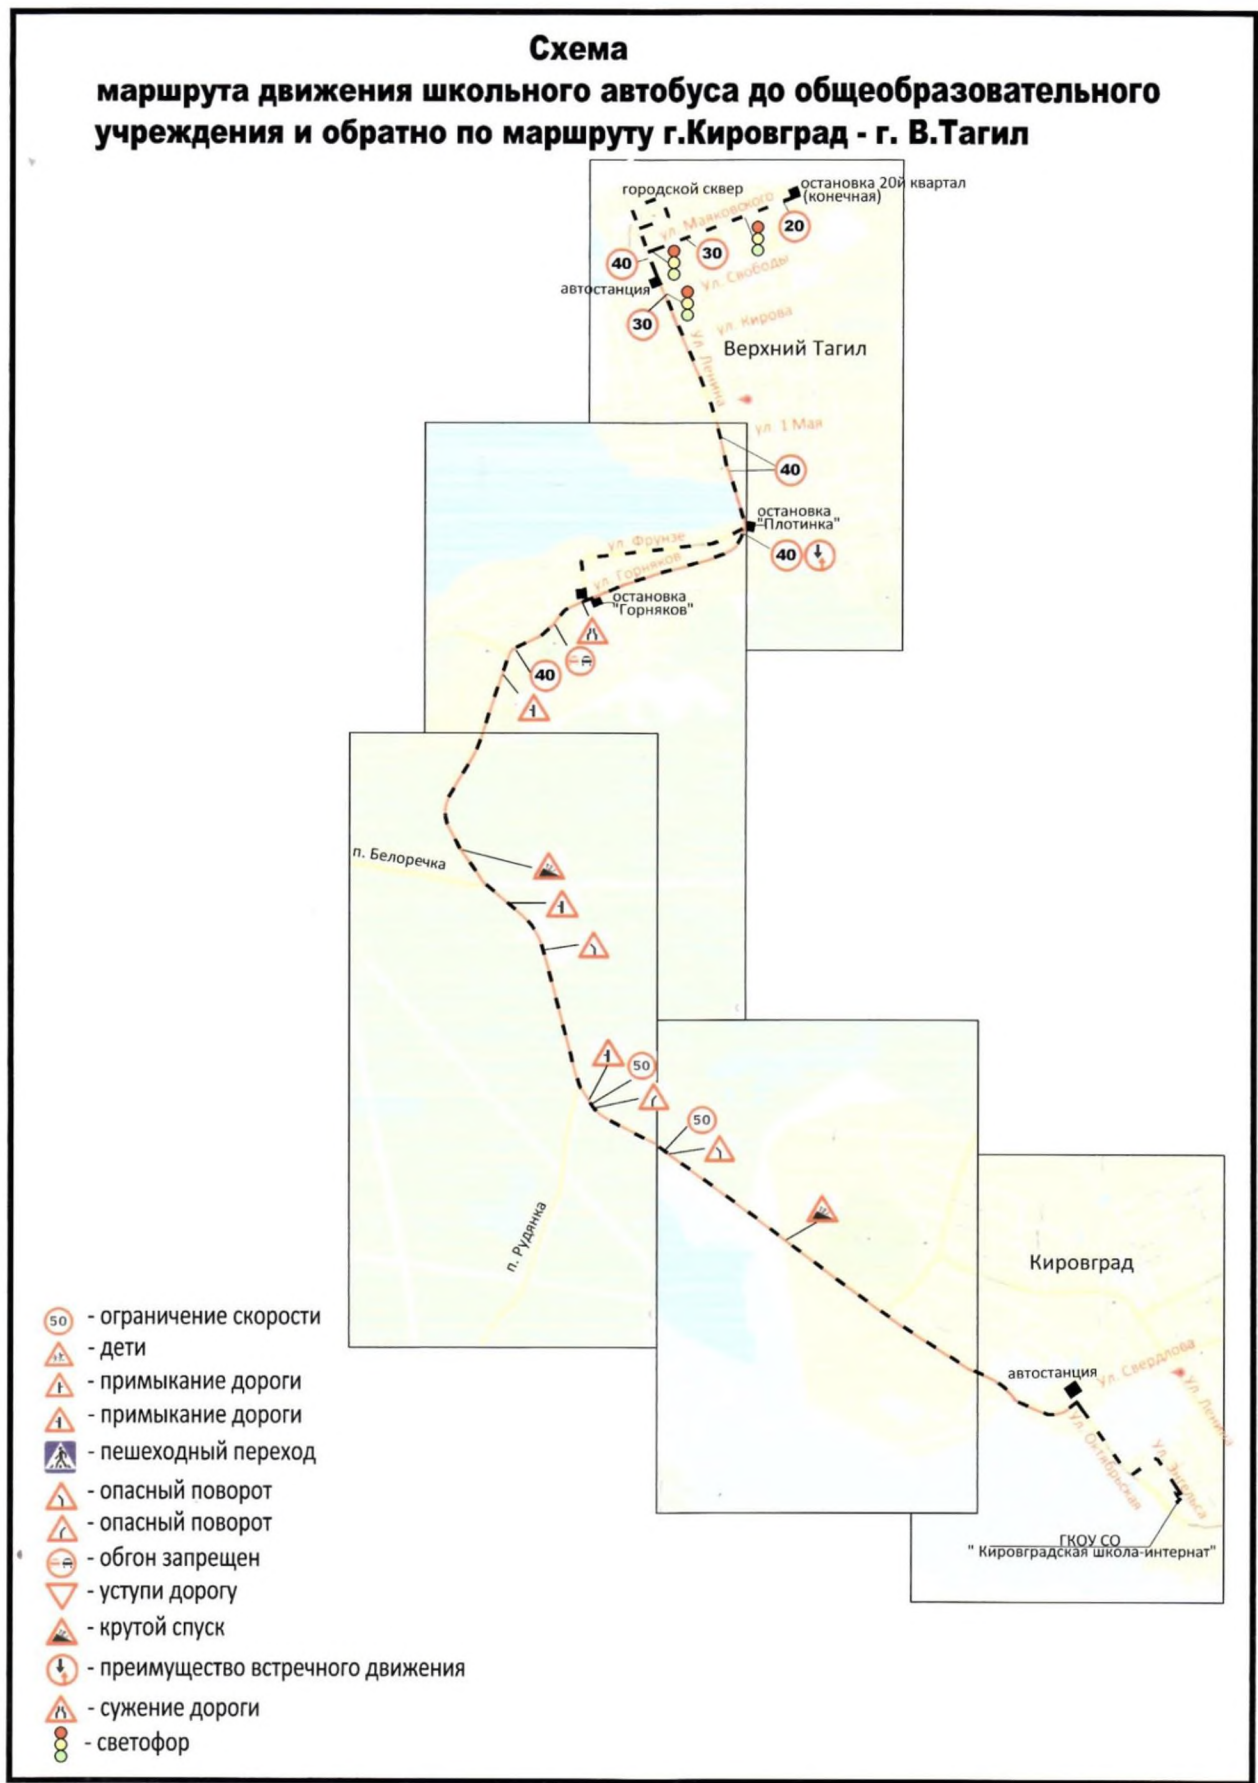 Схема
маршрута движения школьного автобуса до общеобразовательного
учреждения и обратно по маршруту г.Кировград - г. В.Тагил
городской сквер
остановка 20й квартал
(конечная)
ул. Маяковского
20
30
40
Ул. Свободы
автостанция
30
ул. Кирова
Ул. Ленина
Верхний Тагил
ул. 1 Мая
40
остановка
"Плотинка"
ул. Фрунзе
40
ул. Горняков
остановка
"Горняков"
40
п. Белоречка
50
50
п. Рудянка
Кировград
автостанция
Ул. Свердлова
Ул. Ленина
Ул. Октябрьская
Ул. Энгельса
ГКОУ СО
" Кировградская школа-интернат"
50 - ограничение скорости
- дети
- примыкание дороги
- примыкание дороги
- пешеходный переход
- опасный поворот
- опасный поворот
- обгон запрещен
- уступи дорогу
- крутой спуск
- преимущество встречного движения
- сужение дороги
- светофор